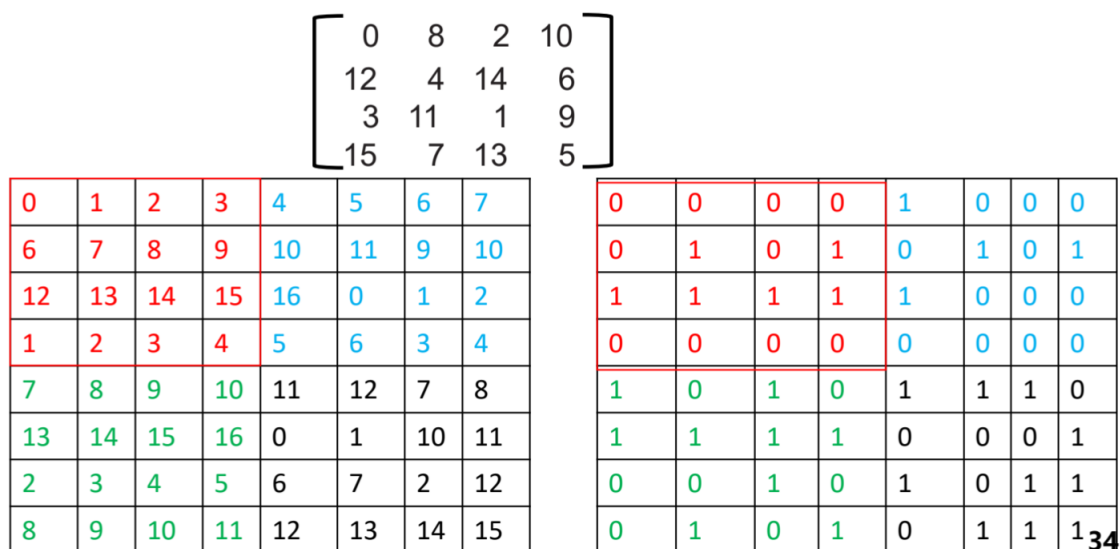 0 8 2 10
12 4 14 6
3 11 1 9
15 7 13 5
0 1 2 3 4 5 6 7
6 7 8 9 10 11 9 10
12 13 14 15 16 0 1 2
1 2 3 4 5 6 3 4
7 8 9 10 11 12 7 8
13 14 15 16 0 1 10 11
2 3 4 5 6 7 2 12
8 9 10 11 12 13 14 15
0 0 0 0 1 0 0 0
0 1 0 1 0 1 0 1
1 1 1 1 1 0 0 0
0 0 0 0 0 0 0 0
1 0 1 0 1 1 1 0
1 1 1 1 0 0 0 1
0 0 1 0 1 0 1 1
0 1 0 1 0 1 1 1
34